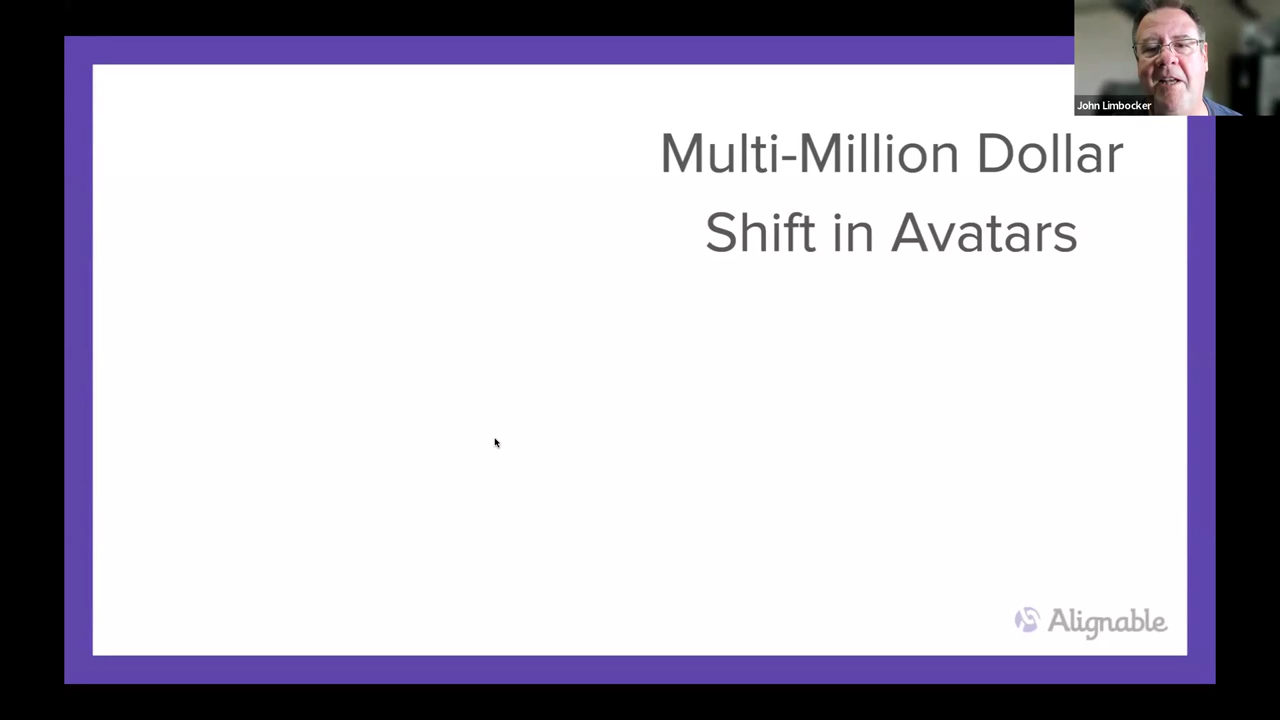 John Limbocker
Multi-Million Dollar
Shift in Avatars
Alignable